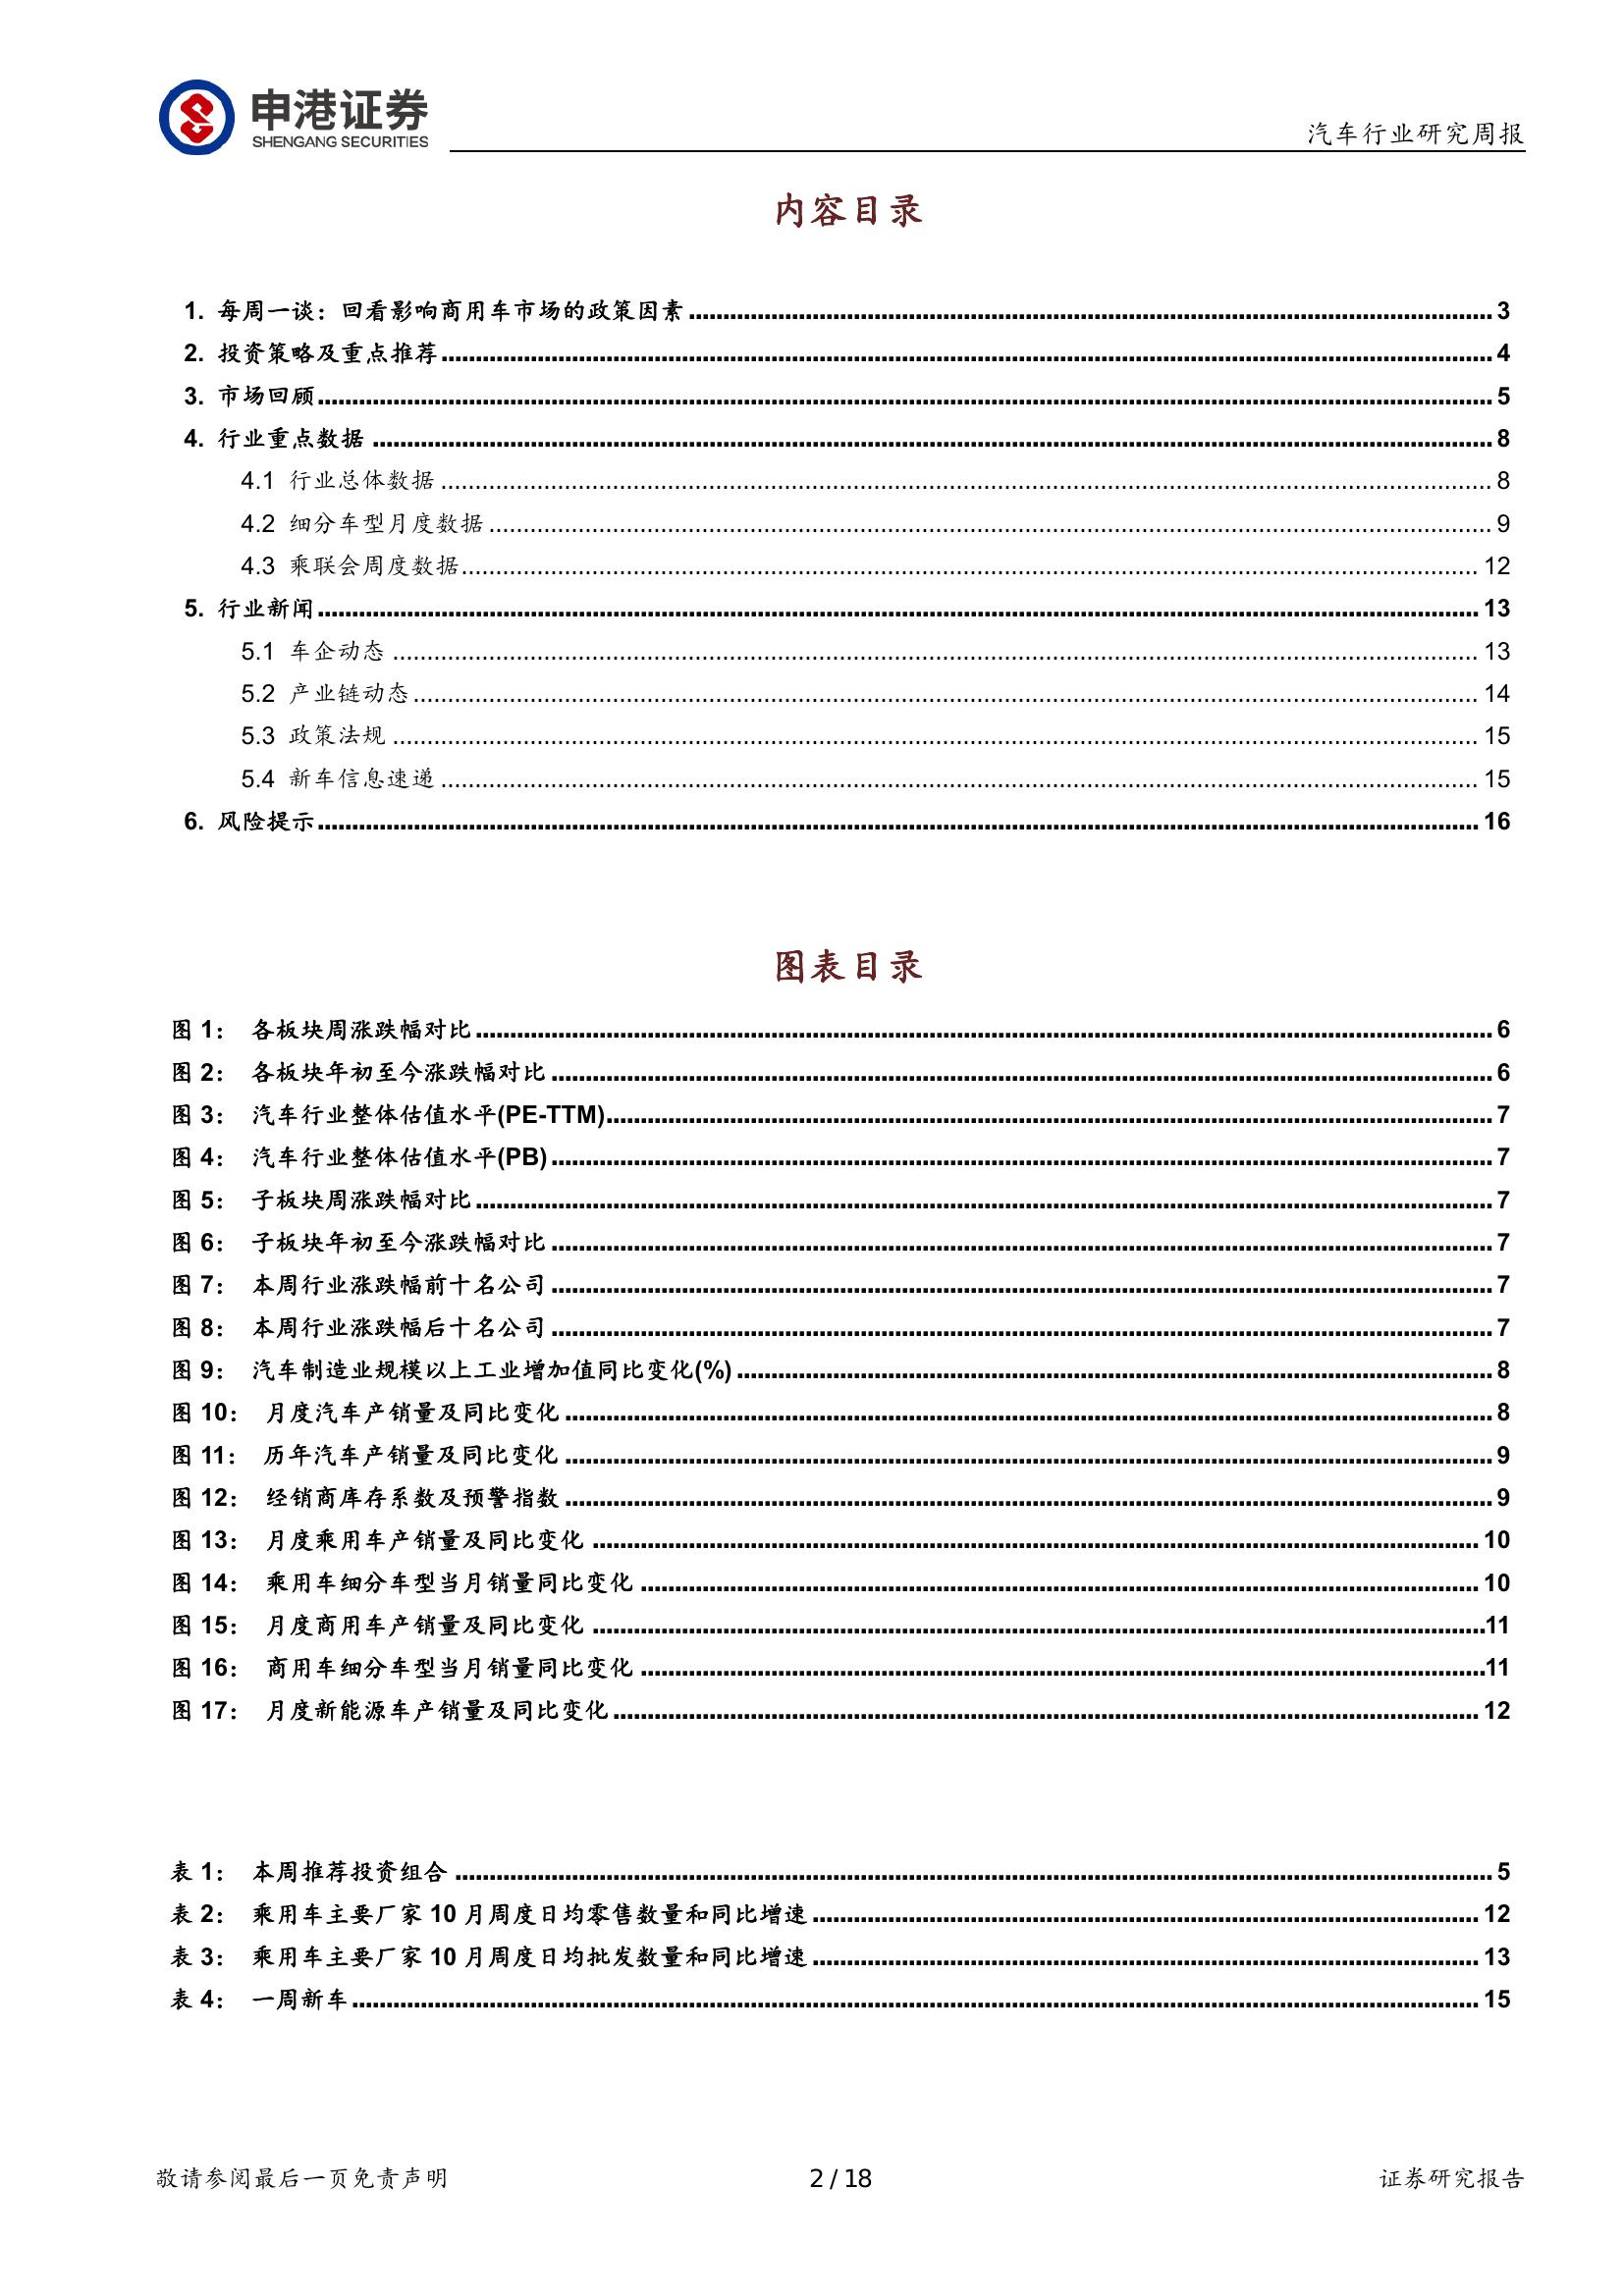 申港证券
SHENGANG SECURITIES
汽车行业研究周报
内容目录
1. 每周一谈：回看影响商用车市场的政策因素 3
2. 投资策略及重点推荐 4
3. 市场回顾 5
4. 行业重点数据 8
4.1 行业总体数据 8
4.2 细分车型月度数据 9
4.3 乘联会周度数据 12
5. 行业新闻 13
5.1 车企动态 13
5.2 产业链动态 14
5.3 政策法规 15
5.4 新车信息速递 15
6. 风险提示 16
图表目录
图 1： 各板块周涨跌幅对比 6
图 2： 各板块年初至今涨跌幅对比 6
图 3： 汽车行业整体估值水平(PE-TTM) 7
图 4： 汽车行业整体估值水平(PB) 7
图 5： 子板块周涨跌幅对比 7
图 6： 子板块年初至今涨跌幅对比 7
图 7： 本周行业涨跌幅前十名公司 7
图 8： 本周行业涨跌幅后十名公司 7
图 9： 汽车制造业规模以上工业增加值同比变化(%) 8
图 10： 月度汽车产销量及同比变化 8
图 11： 历年汽车产销量及同比变化 9
图 12： 经销商库存系数及预警指数 9
图 13： 月度乘用车产销量及同比变化 10
图 14： 乘用车细分车型当月销量同比变化 10
图 15： 月度商用车产销量及同比变化 11
图 16： 商用车细分车型当月销量同比变化 11
图 17： 月度新能源车产销量及同比变化 12
表 1： 本周推荐投资组合 5
表 2： 乘用车主要厂家 10 月周度日均零售数量和同比增速 12
表 3： 乘用车主要厂家 10 月周度日均批发数量和同比增速 13
表 4： 一周新车 15
敬请参阅最后一页免责声明
2 / 18
证券研究报告